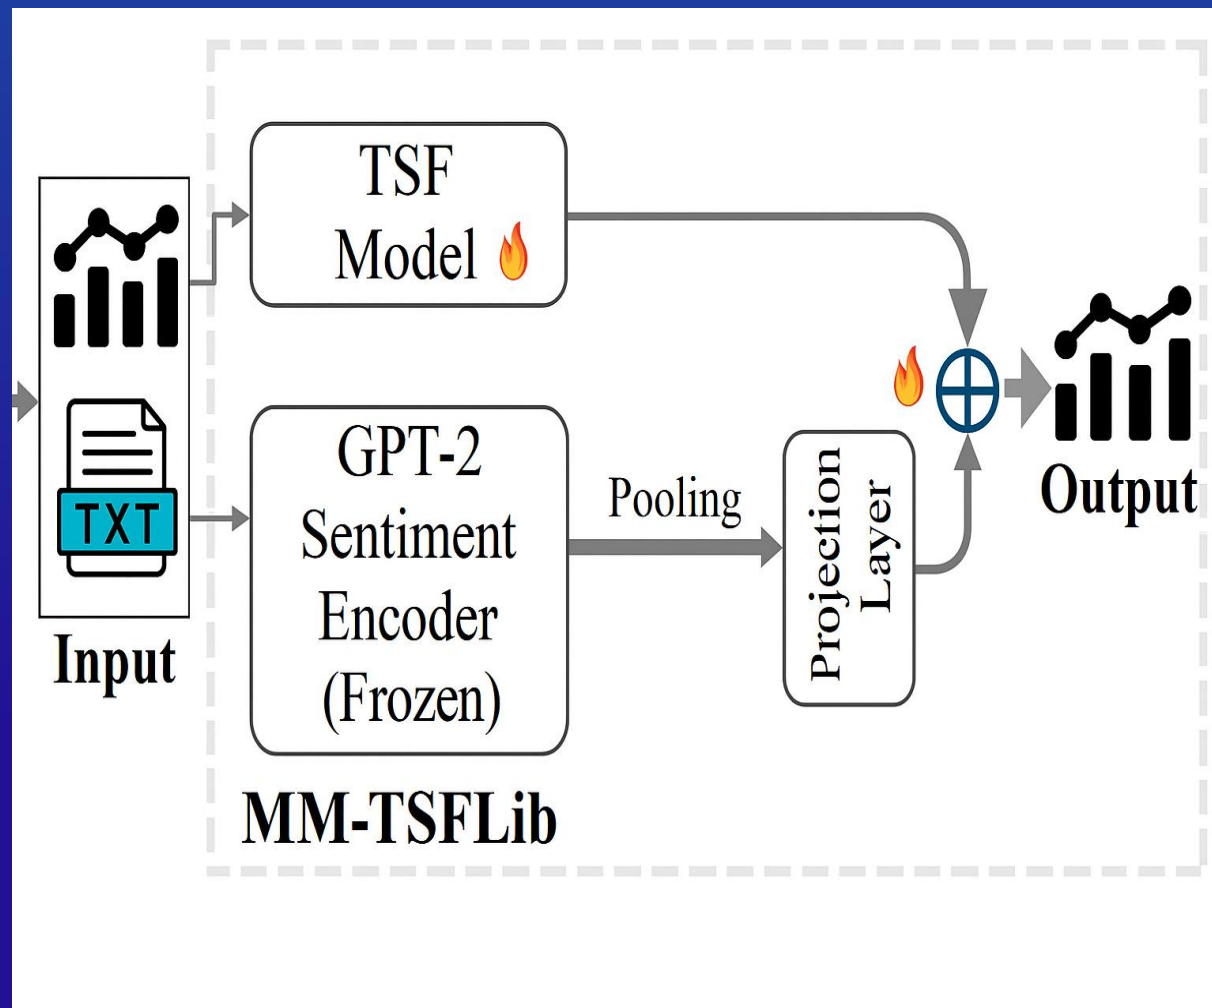 TSF
Model
TXT
Input
GPT-2
Sentiment
Encoder
(Frozen)
Pooling
Projection
Layer
Output
MM-TSFLib